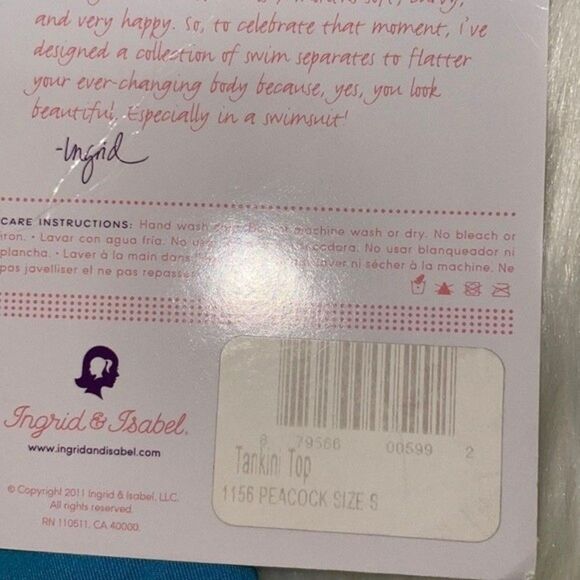 and very happy. So, to celebrate that moment, i've
designed a collection of swim separates to flatter
your ever-changing body because, yes, you look
beautiful. Especially in a swimsuit!
-Ingrid
CARE INSTRUCTIONS: Hand wash machine wash or dry. No bleach or
iron. • Lavar con agua fría. No No usar blanqueador ni
plancha. • Laver à la main dans laver ni sécher à la machine. Ne
pas javelliser et ne pas repasser
Ingrid & Isabel.
www.ingridandisabel.com
© Copyright 2011 Ingrid & Isabel, LLC.
All rights reserved.
RN 110511. CA 40000.
8 79566 00599 2
Tankini Top
1156 PEACOCK SIZE S